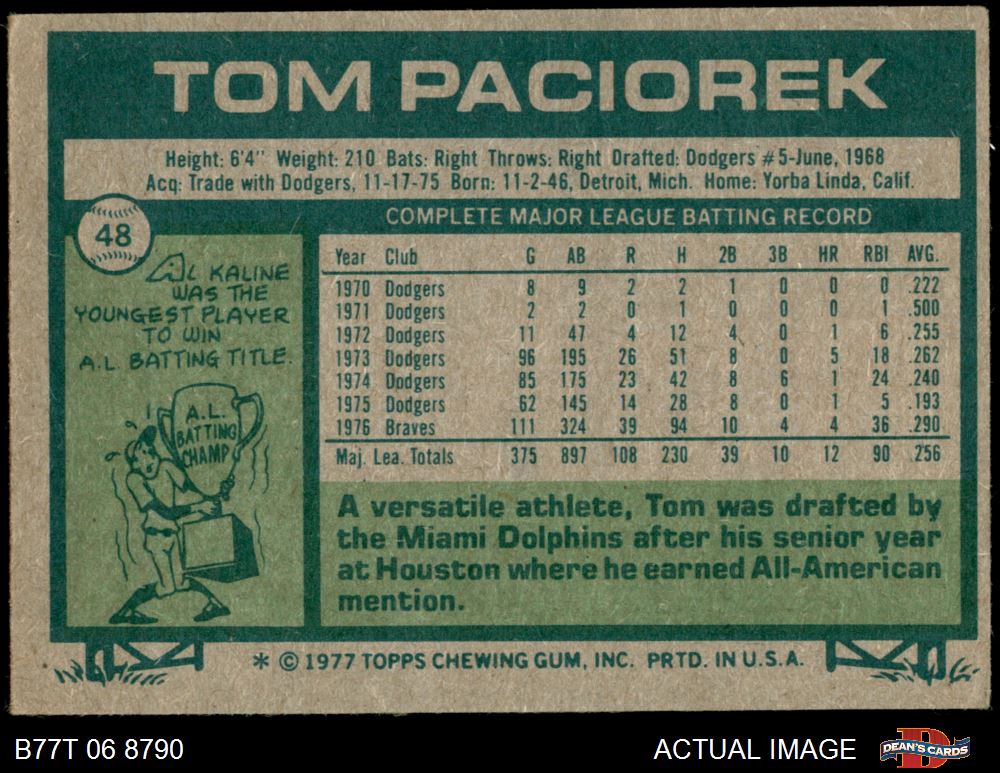 TOM PACIOREK
Height: 6'4" Weight: 210 Bats: Right Throws: Right Drafted: Dodgers #5-June, 1968
Acq: Trade with Dodgers, 11-17-75 Born: 11-2-46, Detroit, Mich. Home: Yorba Linda, Calif.
48
AL KALINE
WAS THE
YOUNGEST PLAYER
TO WIN
A.L BATTING TITLE.
A.L.
BATTING
CHAMP
COMPLETE MAJOR LEAGUE BATTING RECORD
Year Club G AB R H 2B 3B HR RBI AVG.
1970 Dodgers 8 9 2 2 1 0 0 0 .222
1971 Dodgers 2 2 0 1 0 0 0 1 .500
1972 Dodgers 11 47 4 12 4 0 1 6 .255
1973 Dodgers 96 195 26 51 8 0 5 18 .262
1974 Dodgers 85 175 23 42 8 6 1 24 .240
1975 Dodgers 62 145 14 28 8 0 1 5 .193
1976 Braves 111 324 39 94 10 4 4 36 .290
Maj. Lea. Totals 375 897 108 230 39 10 12 90 .256
A versatile athlete, Tom was drafted by
the Miami Dolphins after his senior year
at Houston where he earned All-American
mention.
* © 1977 TOPPS CHEWING GUM, INC. PRTD. IN U.S.A.
B77T 06 8790 ACTUAL IMAGE
DEAN'S CARDS